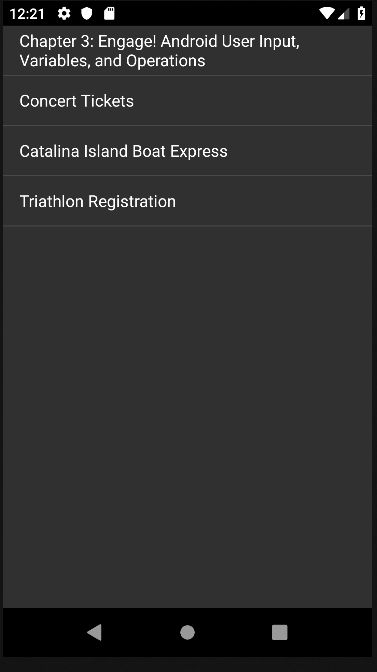 12:21
Chapter 3: Engage! Android User Input,
Variables, and Operations
Concert Tickets
Catalina Island Boat Express
Triathlon Registration